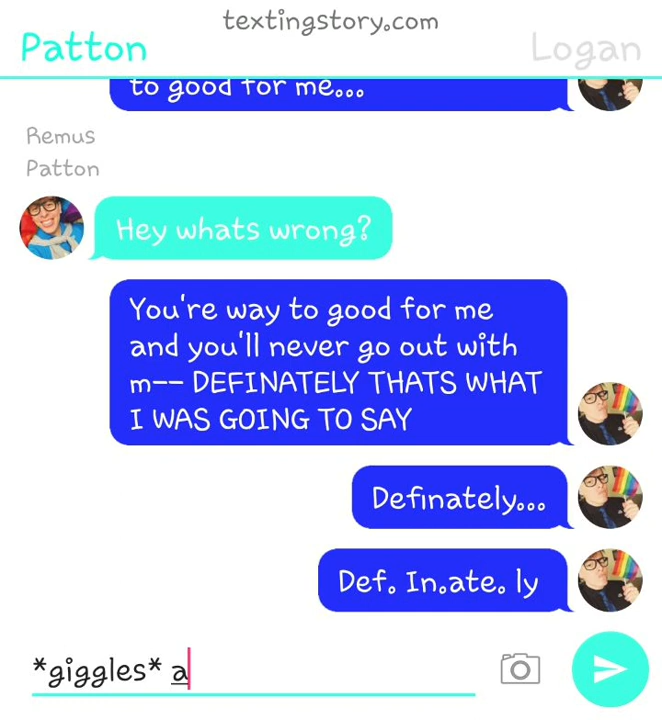 textingstory.com
Patton
Logan
to good for me...
Remus
Patton
Hey whats wrong?
You're way to good for me
and you'll never go out with
m-- DEFINATELY THATS WHAT
I WAS GOING TO SAY
Definately...
Def. In.ate. ly
*giggles* a